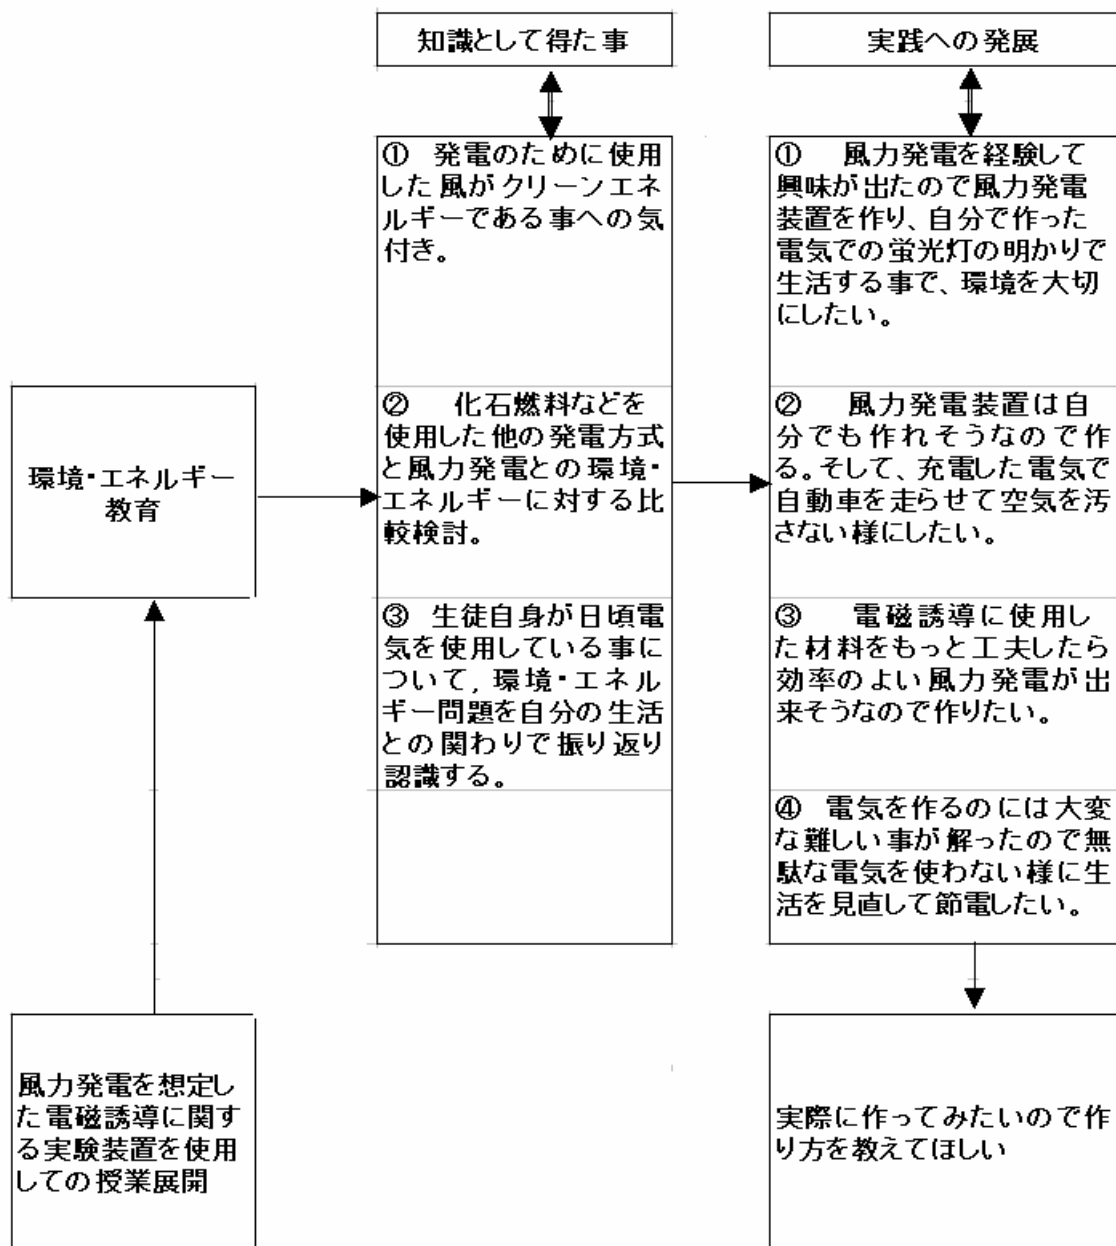 知識として得た事
実践への発展
① 発電のために使用
した風がクリーンエネ
ルギーである事への気
付き。
② 化石燃料などを
使用した他の発電方式
と風力発電との環境・
エネルギーに対する比
較検討。
③ 生徒自身が日頃電
気を使用している事に
ついて,環境・エネル
ギー問題を自分の生活
との関わりで振り返り
認識する。
① 風力発電を経験して
興味が出たので風力発電
装置を作り、自分で作った
電気での蛍光灯の明かりで
生活する事で、環境を大切
にしたい。
② 風力発電装置は自
分でも作れそうなので作
る。そして、充電した電気で
自動車を走らせて空気を汚
さない様にしたい。
③ 電磁誘導に使用し
た材料をもっと工夫したら
効率のよい風力発電が出
来そうなので作りたい。
④ 電気を作るのには大変
な難しい事が解ったので無
駄な電気を使わない様に生
活を見直して節電したい。
環境・エネルギー
教育
風力発電を想定し
た電磁誘導に関す
る実験装置を使用
しての授業展開
実際に作ってみたいので作
り方を教えてほしい